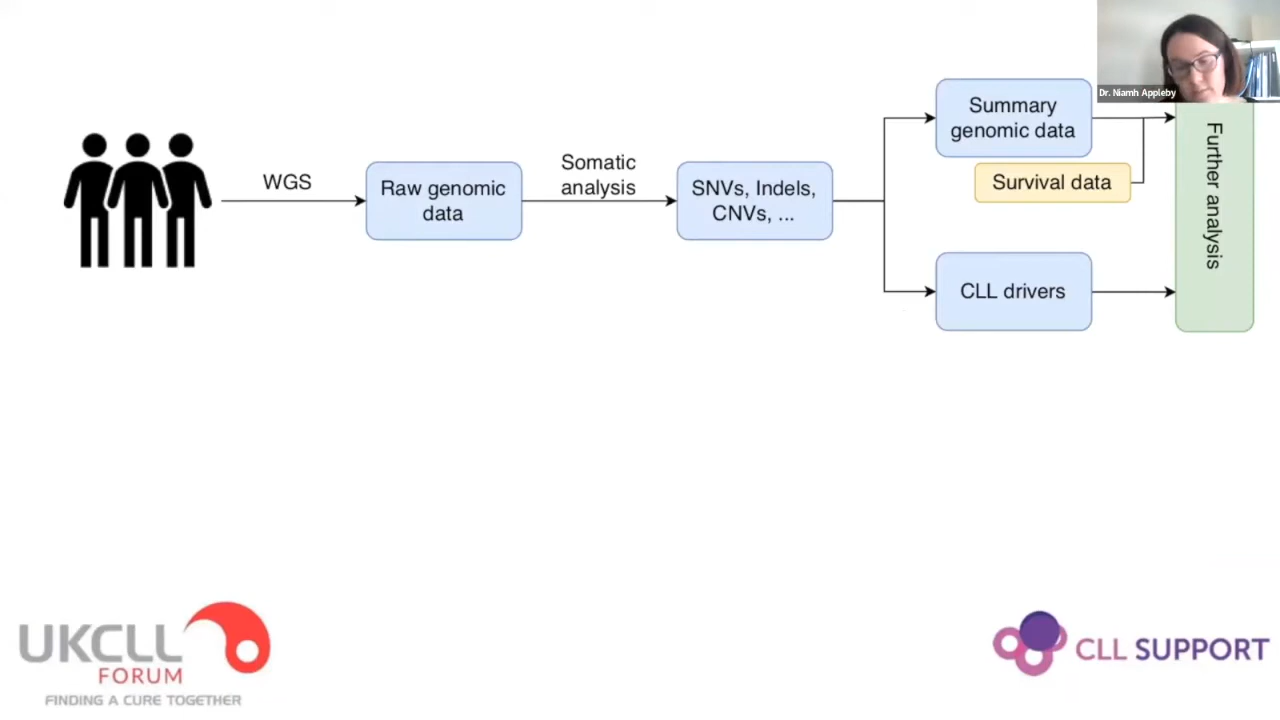 Dr. Niamh Appleby
WGS
Raw genomic
data
Somatic
analysis
SNVs, Indels,
CNVs, ...
Summary
genomic data
Survival data
CLL drivers
Further analysis
UKCLL
FORUM
FINDING A CURE TOGETHER
CLL SUPPORT